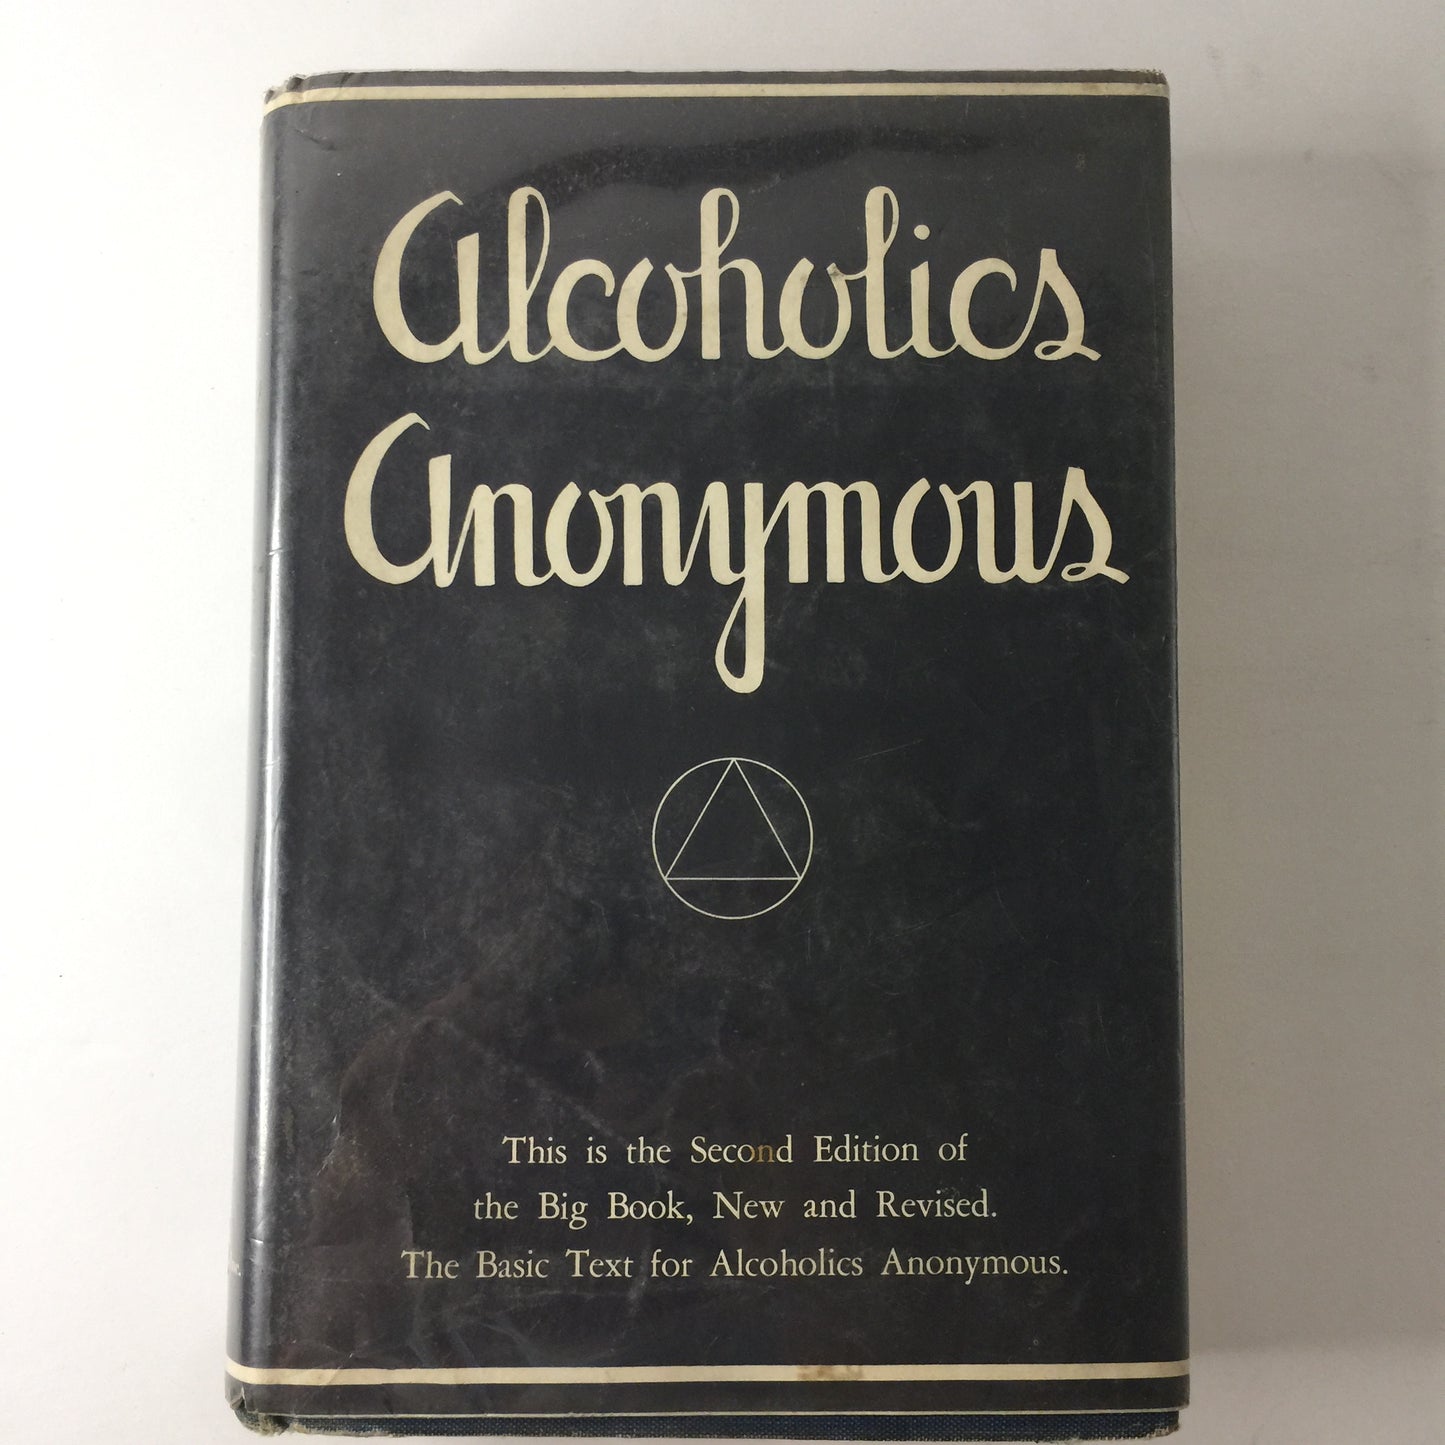 Alcoholics
Anonymous
This is the Second Edition of
the Big Book, New and Revised.
The Basic Text for Alcoholics Anonymous.